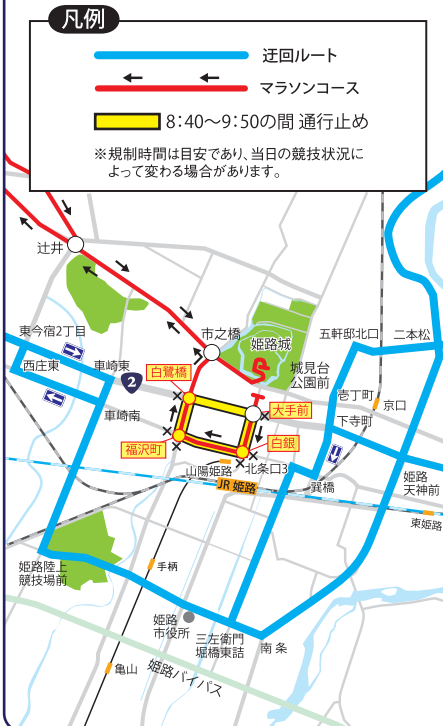 凡例
迂回ルート
マラソンコース
8:40～9:50の間 通行止め
※規制時間は目安であり、当日の競技状況に
よって変わる場合があります。
辻井
市之橋
姫路城
城見台
公園前
五軒邸北口
二本松
東今宿2丁目
西庄東
車崎東
2
白鷺橋
大手前
壱丁町
京口
下寺町
車崎南
福沢町
白銀
山陽姫路
北条口3
JR 姫路
巽橋
姫路
天神前
東姫路
姫路陸上
競技場前
手柄
姫路
市役所
三左衛門
堀橋東詰
南条
亀山
姫路バイパス